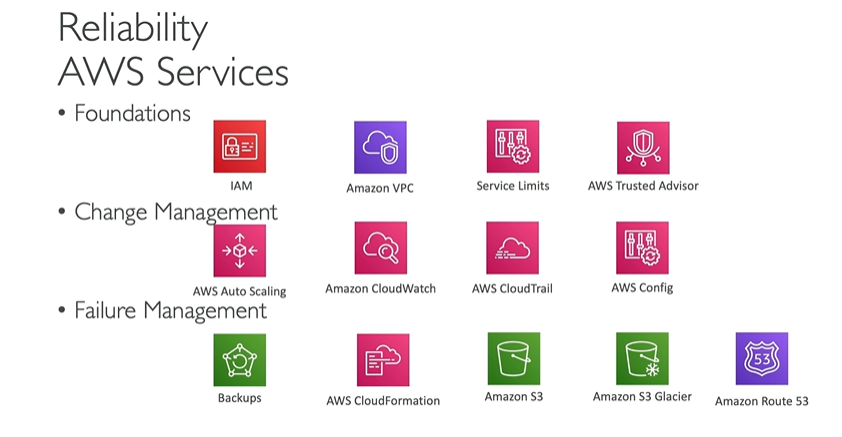 Reliability
AWS Services
• Foundations
IAM
Amazon VPC
Service Limits
AWS Trusted Advisor
• Change Management
AWS Auto Scaling
Amazon CloudWatch
AWS CloudTrail
AWS Config
• Failure Management
Backups
AWS CloudFormation
Amazon S3
Amazon S3 Glacier
53
Amazon Route 53